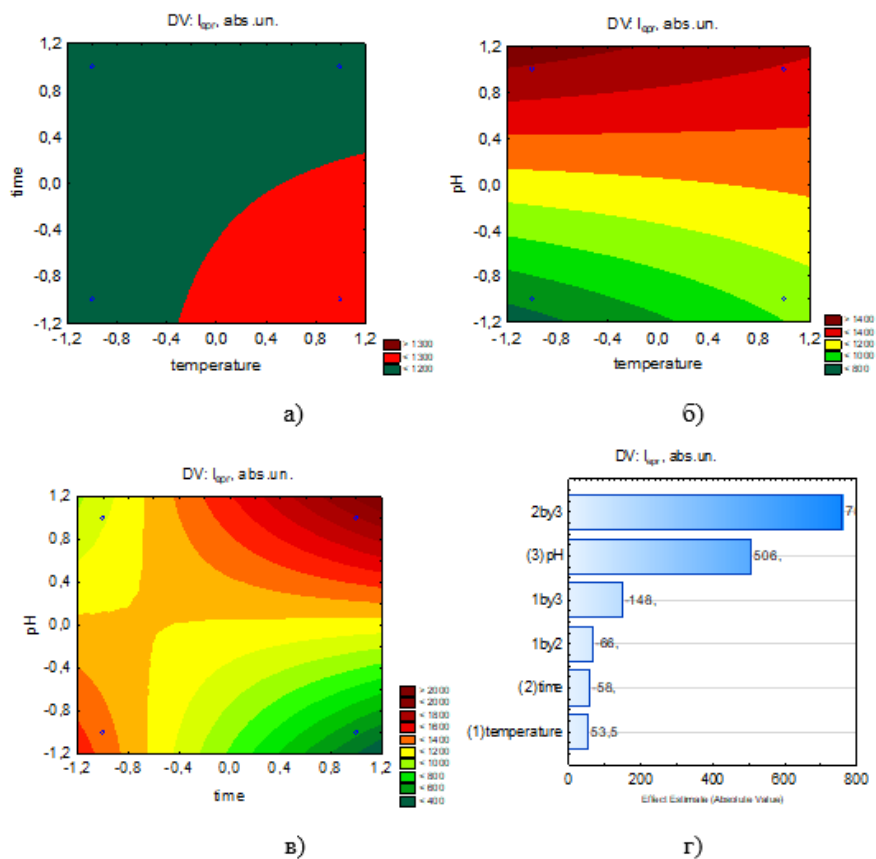 DV: I_spr, abs.un.
1,2
0,8
0,4
0,0
-0,4
-0,8
-1,2
time
-1,2 -0,8 -0,4 0,0 0,4 0,8 1,2
temperature
> 1300
< 1300
< 1200
а)
DV: I_spr, abs.un.
1,2
0,8
0,4
0,0
-0,4
-0,8
-1,2
pH
-1,2 -0,8 -0,4 0,0 0,4 0,8 1,2
temperature
> 1400
< 1400
< 1200
< 1000
< 800
б)
DV: I_spr, abs.un.
1,2
0,8
0,4
0,0
-0,4
-0,8
-1,2
pH
-1,2 -0,8 -0,4 0,0 0,4 0,8 1,2
time
> 2000
< 2000
< 1800
< 1600
< 1400
< 1200
< 1000
< 800
< 600
< 400
в)
DV: I_spr, abs.un.
2by3
(3)pH 506,
1by3 -148,
1by2 -66,
(2)time -58,
(1)temperature 53,5
0 200 400 600 800
Effect Estimate (Absolute Value)
г)